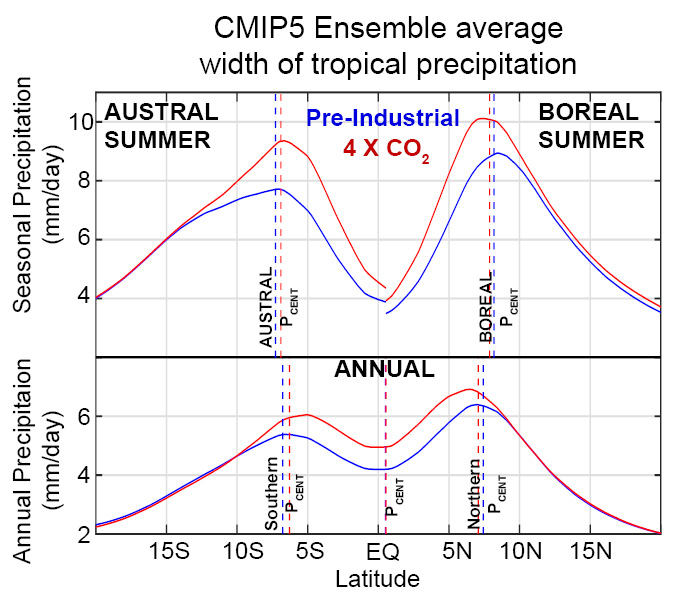 CMIP5 Ensemble average
width of tropical precipitation
AUSTRAL
SUMMER
Pre-Industrial
4 X CO2
BOREAL
SUMMER
Seasonal Precipitation
(mm/day)
10
8
6
4
AUSTRAL
PCENT
BOREAL
PCENT
ANNUAL
Annual Precipitaion
(mm/day)
6
4
2
Southern
PCENT
PCENT
Northern
PCENT
15S 10S 5S EQ 5N 10N 15N
Latitude